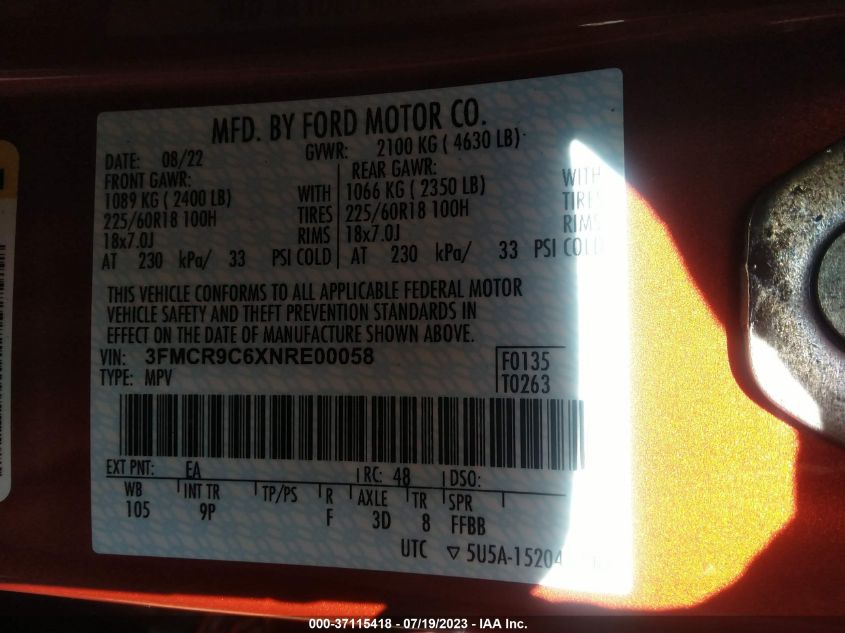 MFD. BY FORD MOTOR CO.
DATE: 08/22 GVWR: 2100 KG ( 4630 LB)
FRONT GAWR: REAR GAWR:
1089 KG ( 2400 LB) WITH 1066 KG ( 2350 LB) WITH
225/60R18 100H TIRES 225/60R18 100H TIRES
18x7.0J RIMS 18x7.0J RIMS
AT 230 kPa/ 33 PSI COLD AT 230 kPa/ 33 PSI COLD
THIS VEHICLE CONFORMS TO ALL APPLICABLE FEDERAL MOTOR
VEHICLE SAFETY AND THEFT PREVENTION STANDARDS IN
EFFECT ON THE DATE OF MANUFACTURE SHOWN ABOVE.
VIN: 3FMCR9C6XNRE00058 F0135
TYPE: MPV T0263
EXT PNT: EA RC: 48 DSO:
WB INT TR TP/PS R AXLE TR SPR
105 9P F 3D 8 FFBB
UTC ▽ 5U5A-15204
000-37115418 - 07/19/2023 - IAA Inc.